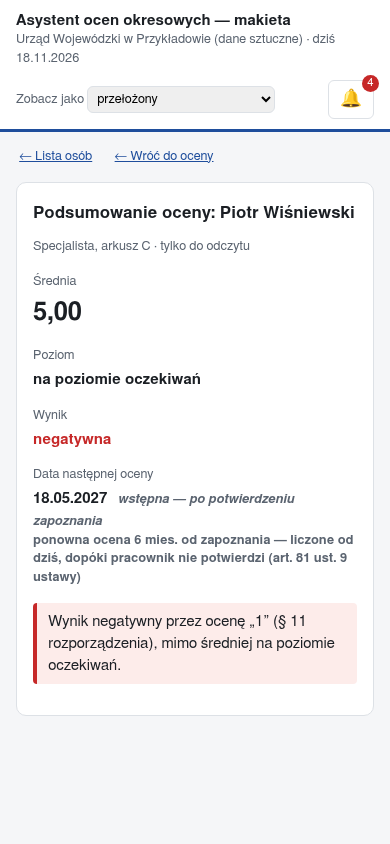 Asystent ocen okresowych — makieta
Urząd Wojewódzki w Przykładowie (dane sztuczne) · dziś
18.11.2026
Zobacz jako przełożony
4
← Lista osób ← Wróć do oceny
Podsumowanie oceny: Piotr Wiśniewski
Specjalista, arkusz C · tylko do odczytu
Średnia
5,00
Poziom
na poziomie oczekiwań
Wynik
negatywna
Data następnej oceny
18.05.2027 wstępna — po potwierdzeniu
zapoznania
ponowna ocena 6 mies. od zapoznania — liczone od
dziś, dopóki pracownik nie potwierdzi (art. 81 ust. 9
ustawy)
Wynik negatywny przez ocenę „1” (§ 11
rozporządzenia), mimo średniej na poziomie
oczekiwań.